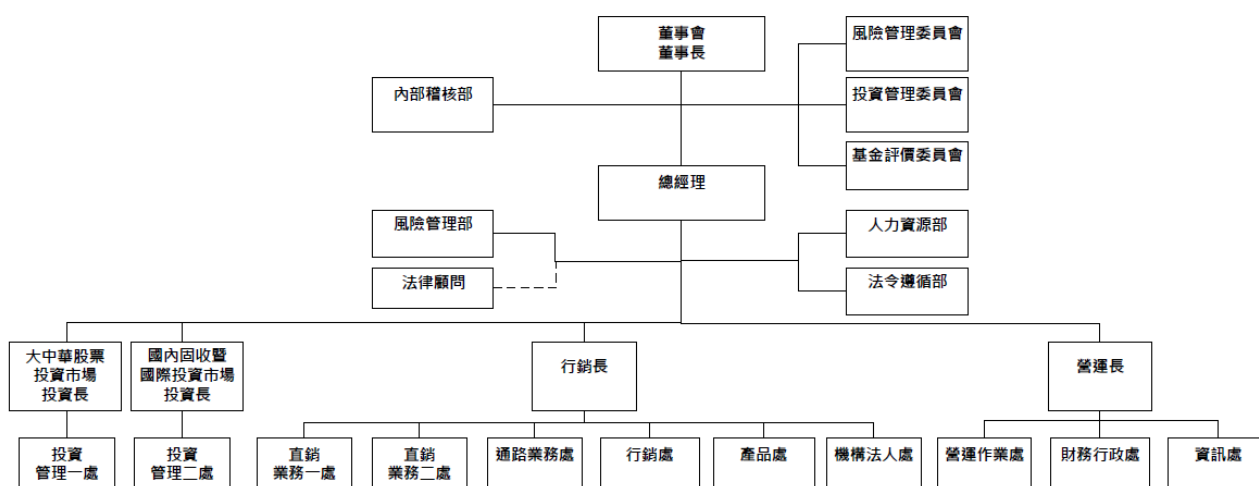 董事會
董事長
風險管理委員會
內部稽核部
投資管理委員會
基金評價委員會
總經理
風險管理部
人力資源部
法律顧問
法令遵循部
大中華股票
投資市場
投資長
國內固收暨
國際投資市場
投資長
行銷長
營運長
投資
管理一處
投資
管理二處
直銷
業務一處
直銷
業務二處
通路業務處
行銷處
產品處
機構法人處
營運作業處
財務行政處
資訊處